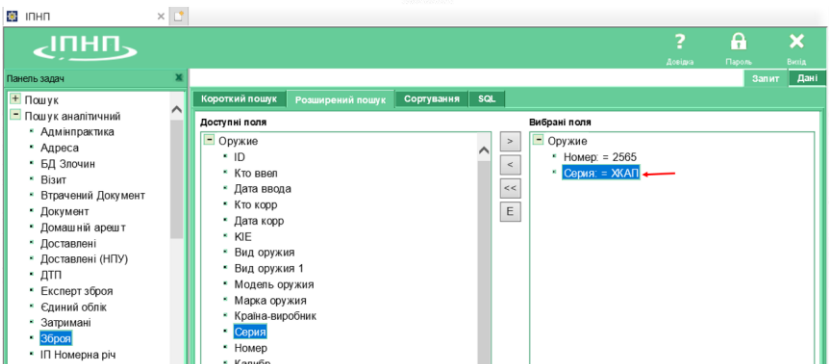 ІПНП
ІПНП
Довідка
Пароль
Вихід
Панель задач
Запит
Дані
Пошук
Пошук аналітичний
Адмінпрактика
Адреса
БД Злочин
Візит
Втрачений Документ
Документ
Домашній арешт
Доставлені
Доставлені (НПУ)
ДТП
Експерт зброя
Єдиний облік
Затримані
Зброя
ІП Номерна річ
Короткий пошук
Розширений пошук
Сортування
SQL
Доступні поля
Оружие
ID
Кто ввел
Дата ввода
Кто корр
Дата корр
КІЕ
Вид оружия
Вид оружия 1
Модель оружия
Марка оружия
Країна-виробник
Серия
Номер
Калибр
>
<
<<
E
Вибрані поля
Оружие
Номер: = 2565
Серия: = ХКАП